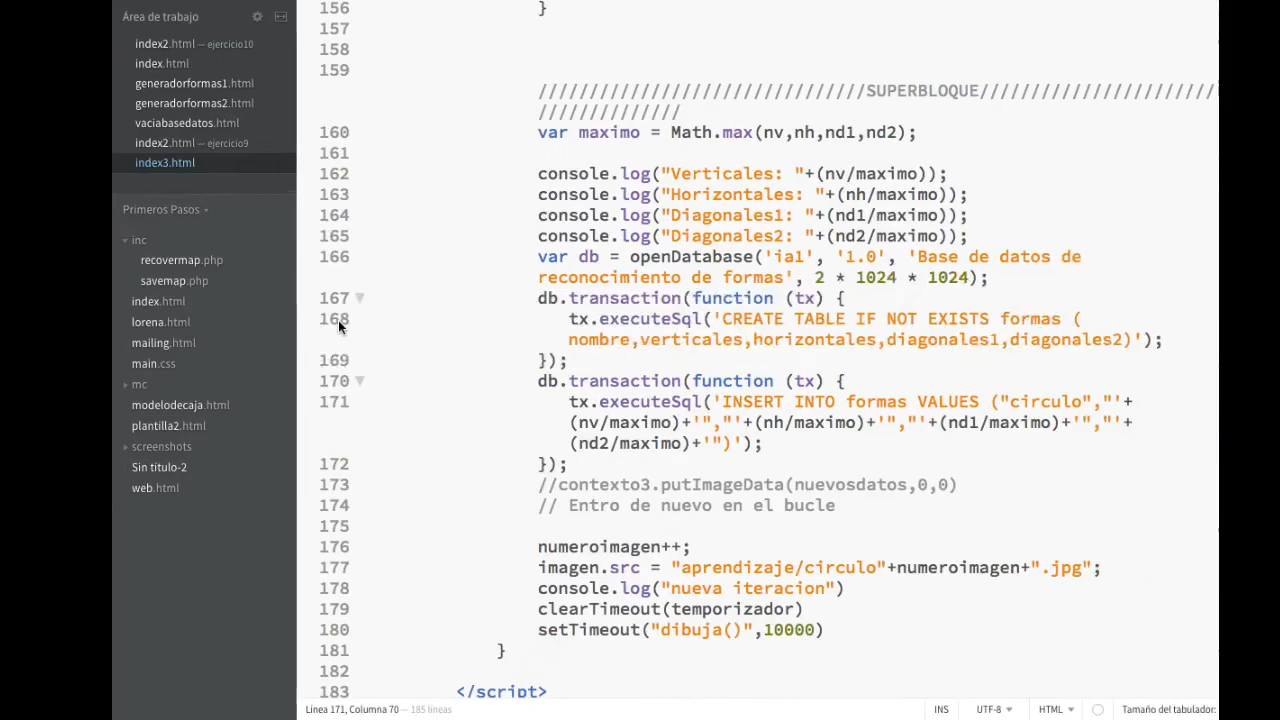 Área de trabajo
index2.html — ejercicio10
index.html
generadorformas1.html
generadorformas2.html
vaciabasedatos.html
index2.html — ejercicio9
index3.html
Primeros Pasos
inc
recovermap.php
savemap.php
index.html
lorena.html
mailing.html
main.css
mc
modelodecaja.html
plantilla2.html
screenshots
Sin título-2
web.html
156 }
157
158
159
////////////////////////////////SUPERBLOQUE///////////////////////
//////////////
160 var maximo = Math.max(nv,nh,nd1,nd2);
161
162 console.log("Verticales: "+(nv/maximo));
163 console.log("Horizontales: "+(nh/maximo));
164 console.log("Diagonales1: "+(nd1/maximo));
165 console.log("Diagonales2: "+(nd2/maximo));
166 var db = openDatabase('ia1', '1.0', 'Base de datos de
reconocimiento de formas', 2 * 1024 * 1024);
167 db.transaction(function (tx) {
168 tx.executeSql('CREATE TABLE IF NOT EXISTS formas (
nombre,verticales,horizontales,diagonales1,diagonales2)');
169 });
170 db.transaction(function (tx) {
171 tx.executeSql('INSERT INTO formas VALUES ("circulo","'+
(nv/maximo)+'","'+(nh/maximo)+'","'+(nd1/maximo)+'","'+
(nd2/maximo)+'")');
172 });
173 //contexto3.putImageData(nuevosdatos,0,0)
174 // Entro de nuevo en el bucle
175
176 numeroimagen++;
177 imagen.src = "aprendizaje/circulo"+numeroimagen+".jpg";
178 console.log("nueva iteracion")
179 clearTimeout(temporizador)
180 setTimeout("dibuja()",10000)
181 }
182
183 </script>
Línea 171, Columna 70 — 185 líneas
INS
UTF-8
HTML
Tamaño del tabulador: